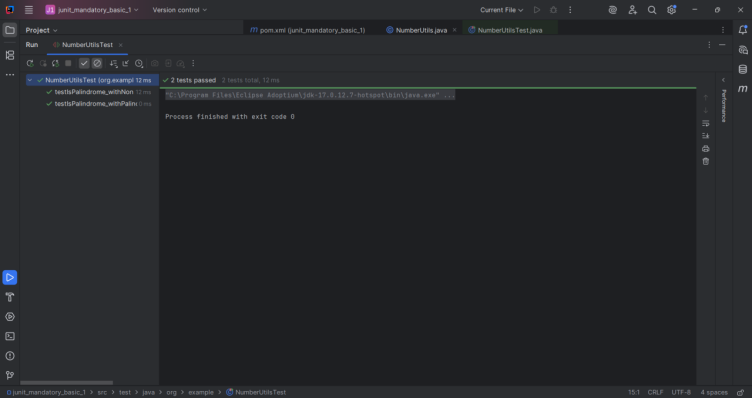 J1 junit_mandatory_basic_1 Version control Current File
Project pom.xml (junit_mandatory_basic_1) NumberUtils.java NumberUtilsTest.java
Run NumberUtilsTest
NumberUtilsTest (org.exampl 12 ms 2 tests passed 2 tests total, 12 ms
testIsPalindrome_withNon 12 ms
testIsPalindrome_withPalin 0 ms
"C:\Program Files\Eclipse Adoptium\jdk-17.0.12.7-hotspot\bin\java.exe" ...
Process finished with exit code 0
Performance
junit_mandatory_basic_1 src test java org example NumberUtilsTest 15:1 CRLF UTF-8 4 spaces